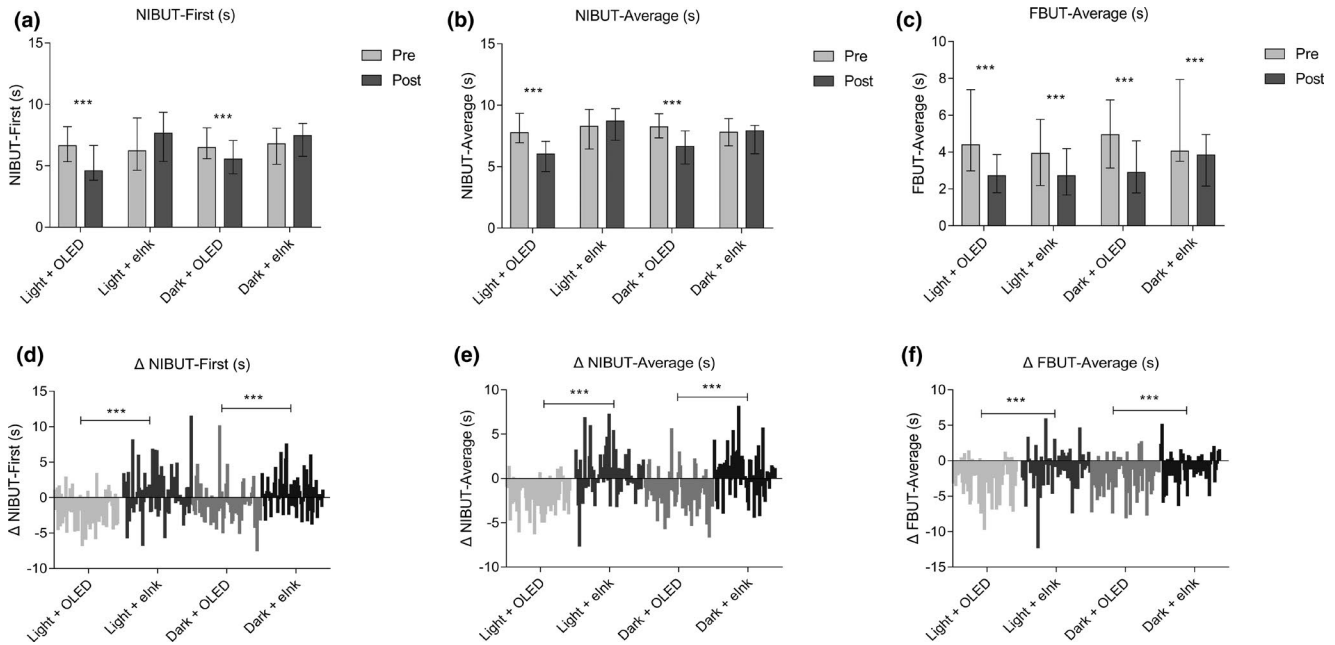 (a)
NIBUT-First (s)
NIBUT-First (s)
15
10
5
0
***
***
Light + OLED
Light + eInk
Dark + OLED
Dark + eInk
Pre
Post
(b)
NIBUT-Average (s)
NIBUT-Average (s)
15
10
5
0
***
***
Light + OLED
Light + eInk
Dark + OLED
Dark + eInk
Pre
Post
(c)
FBUT-Average (s)
FBUT-Average (s)
10
8
6
4
2
0
***
***
***
***
Light + OLED
Light + eInk
Dark + OLED
Dark + eInk
Pre
Post
(d)
Δ NIBUT-First (s)
Δ NIBUT-First (s)
15
10
5
0
-5
-10
***
***
Light + OLED
Light + eInk
Dark + OLED
Dark + eInk
(e)
Δ NIBUT-Average (s)
Δ NIBUT-Average (s)
10
5
0
-5
-10
***
***
Light + OLED
Light + eInk
Dark + OLED
Dark + eInk
(f)
Δ FBUT-Average (s)
Δ FBUT-Average (s)
10
5
0
-5
-10
-15
***
***
Light + OLED
Light + eInk
Dark + OLED
Dark + eInk